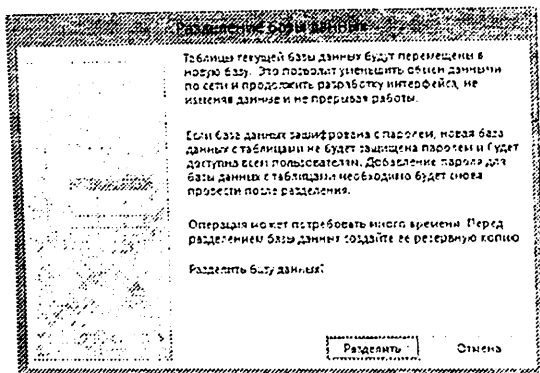 Разделение базы данных
Таблицы текущей базы данных будут перемещены в
новую базу. Это позволит уменьшить обмен данными
по сети и продолжить разработку интерфейса, не
изменяя данные и не прерывая работы.
Если база данных зашифрована с паролем, новая база
данных с таблицами не будет защищена паролем и будет
доступна всем пользователям. Добавление пароля для
базы данных с таблицами необходимо будет снова
провести после разделения.
Операция может потребовать много времени. Перед
разделением базы данных создайте ее резервную копию
Разделить базу данных?
Разделить
Отмена